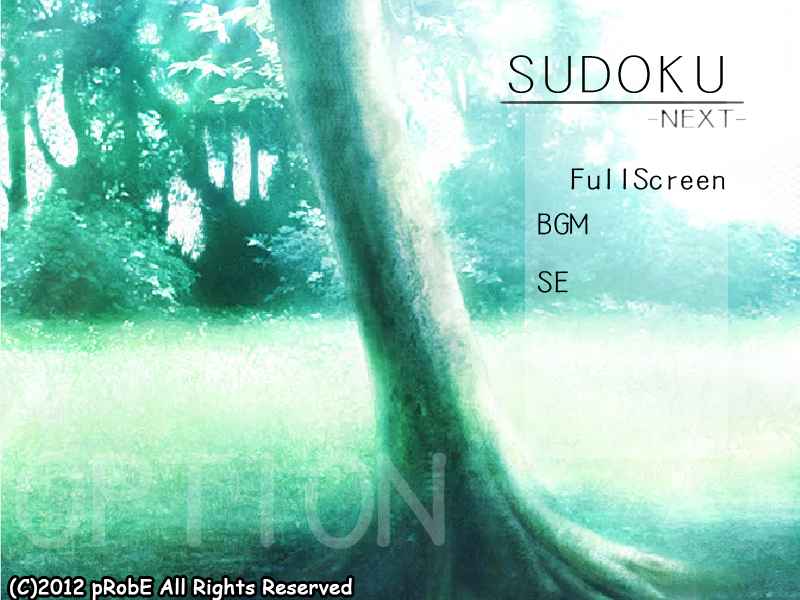 SUDOKU
-NEXT-
FullScreen
BGM
SE
OPTION
(C)2012 pRobE All Rights Reserved